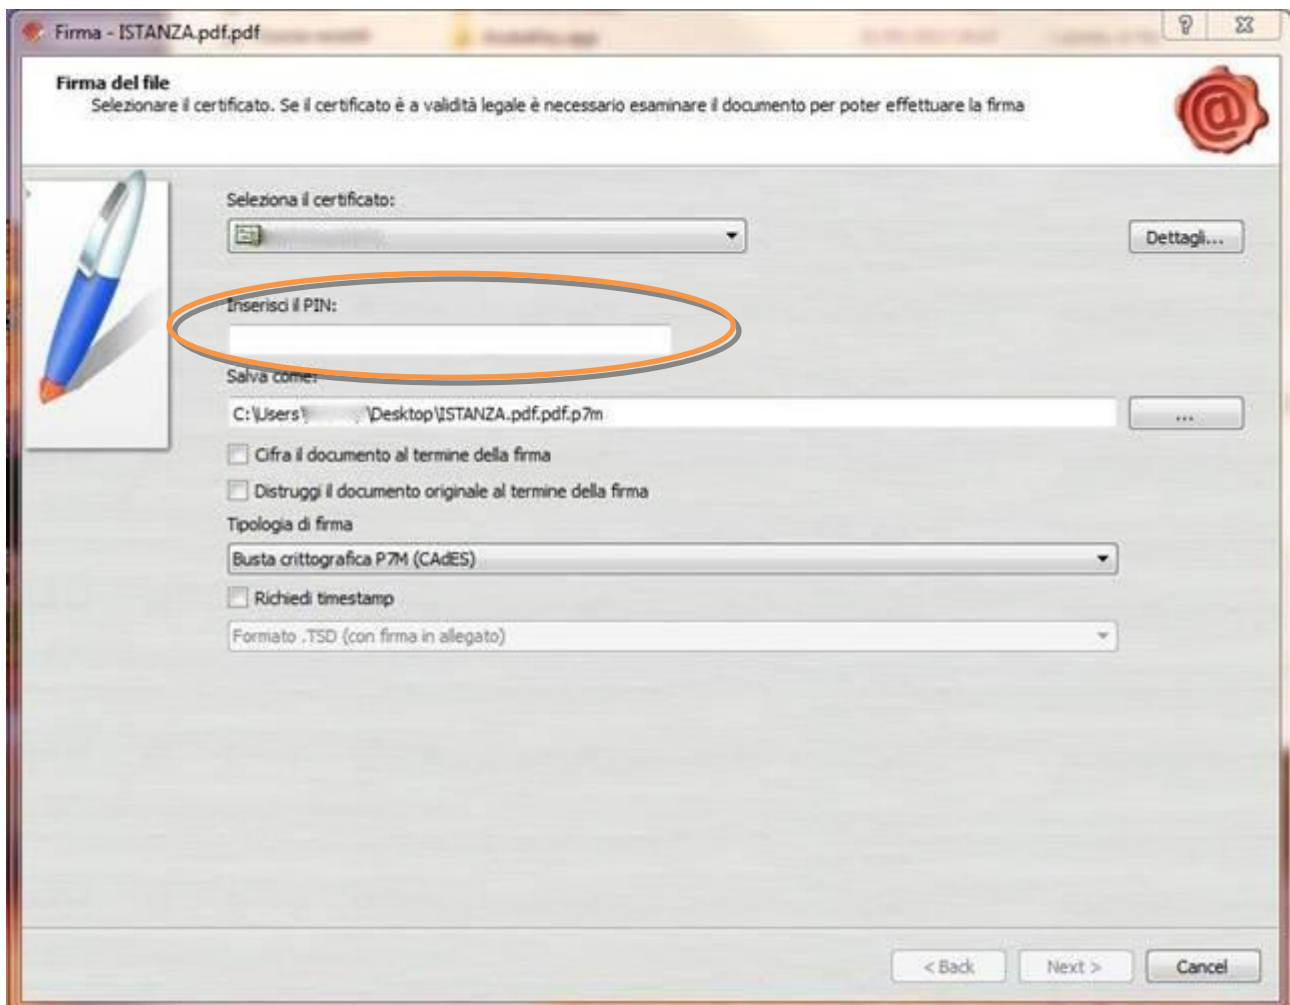 Firma - ISTANZA.pdf.pdf
Firma del file
Selezionare il certificato. Se il certificato è a validità legale è necessario esaminare il documento per poter effettuare la firma
Seleziona il certificato:
Dettagli...
Inserisci il PIN:
Salva come:
C:\Users\ \Desktop\ISTANZA.pdf.pdf.p7m
...
Cifra il documento al termine della firma
Distruggi il documento originale al termine della firma
Tipologia di firma
Busta crittografica P7M (CAdES)
Richiedi timestamp
Formato .TSD (con firma in allegato)
< Back Next > Cancel